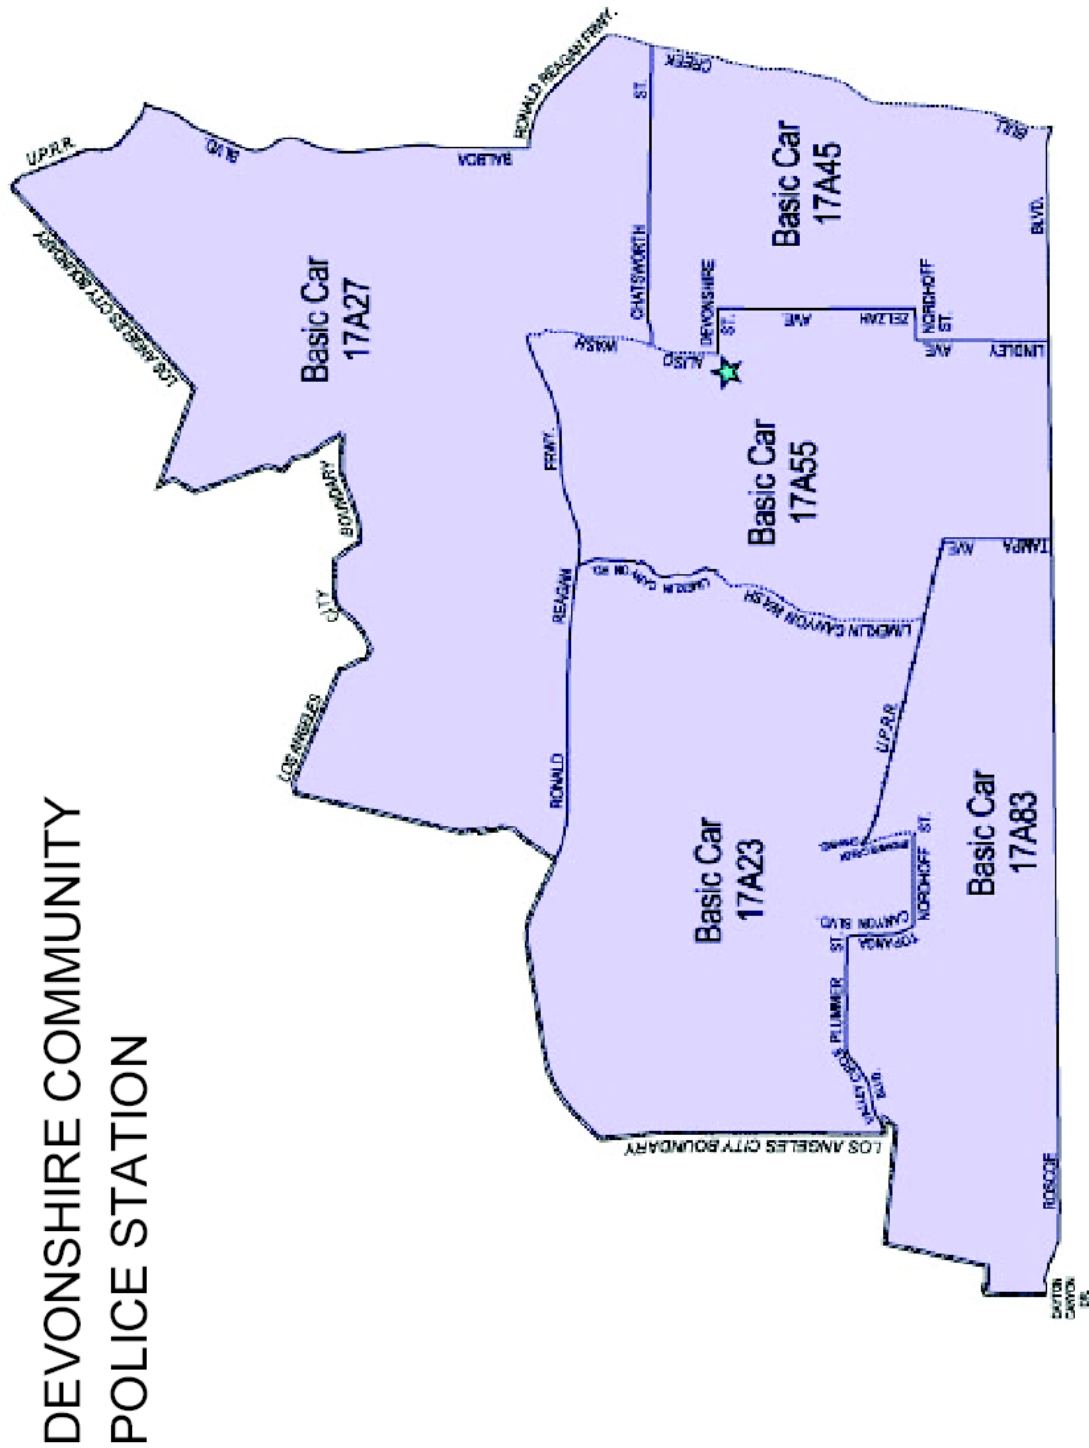 DEVONSHIRE COMMUNITY
POLICE STATION
LOS ANGELES
CITY
BOUNDARY
LOS ANGELES CITY BOUNDARY
U.P.R.R.
BLVD.
BALBOA
RONALD REAGAN FRWY.
Basic Car
17A27
RONALD
REAGAN
FRWY.
WASH
ALISO
CHATSWORTH
ST.
CREEK
BULL
LIMEKILN CANYON RD.
LIMEKILN CANYON WASH
DEVONSHIRE
ST.
Basic Car
17A45
AVE.
ZELZAH
NORDHOFF
ST.
AVE.
LINDLEY
Basic Car
17A55
Basic Car
17A23
LOS ANGELES CITY BOUNDARY
VALLEY CIRCLE
BLVD.
PLUMMER
ST.
TOPANGA
CANYON BLVD.
NORDHOFF
ST.
U.P.R.R.
AVE.
TAMPA
Basic Car
17A83
DAYTON
CANYON
ROSCOE
BLVD.